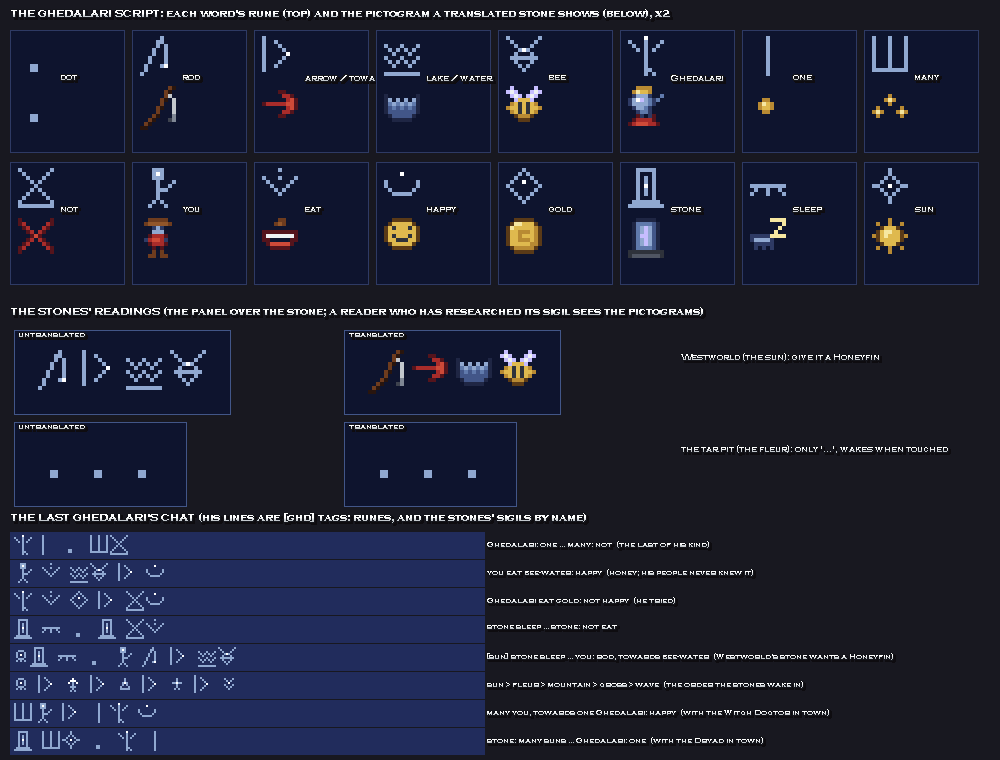 THE GHEDALARI SCRIPT: EACH WORD'S RUNE (TOP) AND THE PICTOGRAM A TRANSLATED STONE SHOWS (BELOW), X2
DOT
ROD
ARROW / TOWA
LAKE/WATER
BEE
GHEDALARI
ONE
MANY
NOT
YOU
EAT
HAPPY
GOLD
STONE
SLEEP
SUN
THE STONES' READINGS (THE PANEL OVER THE STONE; A READER WHO HAS RESEARCHED ITS SIGIL SEES THE PICTOGRAMS)
UNTRANSLATED
TRANSLATED
WESTWORLD (THE SUN): GIVE IT A HONEYFIN
UNTRANSLATED
TRANSLATED
THE TAR PIT (THE FLEUR): ONLY '...', WAKES WHEN TOUCHED
THE LAST GHEDALARI'S CHAT (HIS LINES ARE [GHD] TAGS: RUNES, AND THE STONES' SIGILS BY NAME)
GHEDALARI: ONE ... MANY: NOT (THE LAST OF HIS KIND)
YOU EAT BEE-WATER: HAPPY (HONEY; HIS PEOPLE NEVER KNEW IT)
GHEDALARI EAT GOLD: NOT HAPPY (HE TRIED)
STONE SLEEP ... STONE: NOT EAT
[SUN] STONE SLEEP ... YOU: ROD, TOWARDS BEE-WATER (WESTWORLD'S STONE WANTS A HONEYFIN)
SUN > FLEUR > MOUNTAIN > CROSS > WAVE (THE ORDER THE STONES WAKE IN)
MANY YOU, TOWARDS ONE GHEDALARI: HAPPY (WITH THE WITCH DOCTOR IN TOWN)
STONE: MANY SUNS ... GHEDALARI: ONE (WITH THE DRYAD IN TOWN)